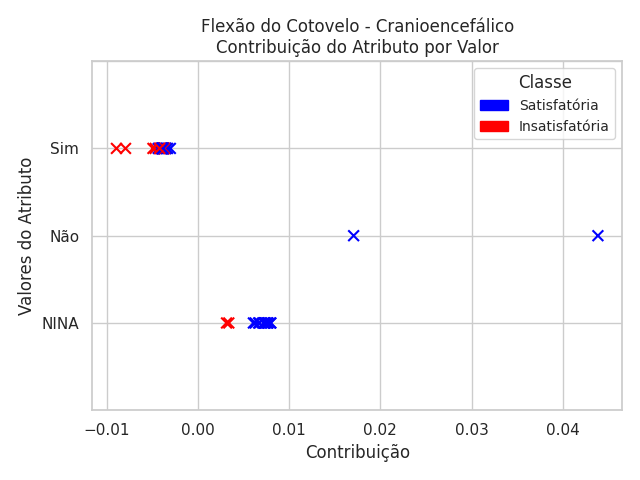 Flexão do Cotovelo - Cranioencefálico
Contribuição do Atributo por Valor
Classe
Satisfatória
Insatisfatória
Valores do Atributo
Sim
Não
NINA
−0.01 0.00 0.01 0.02 0.03 0.04
Contribuição